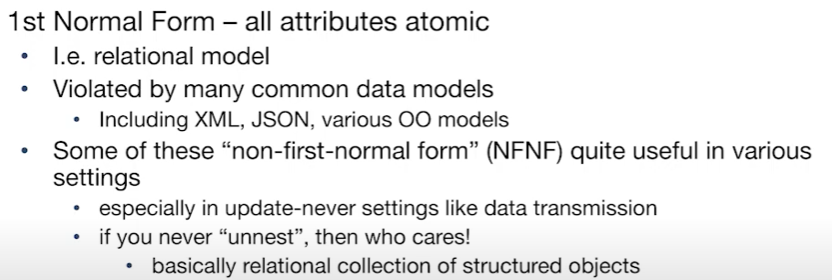 1st Normal Form – all attributes atomic
• I.e. relational model
• Violated by many common data models
• Including XML, JSON, various OO models
• Some of these “non-first-normal form” (NFNF) quite useful in various
settings
• especially in update-never settings like data transmission
• if you never “unnest”, then who cares!
• basically relational collection of structured objects